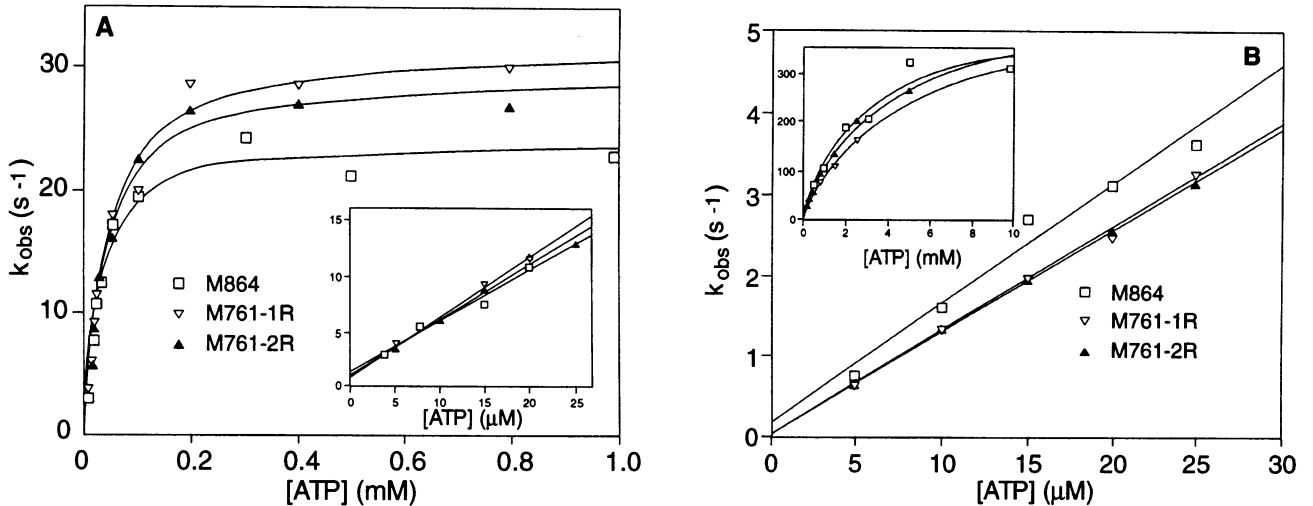 A
k_obs (s⁻¹)
30
20
10
0
0 0.2 0.4 0.6 0.8 1.0
[ATP] (mM)
M864
M761-1R
M761-2R
15
10
5
0
0 5 10 15 20 25
[ATP] (μM)
B
k_obs (s⁻¹)
5
4
3
2
1
0
0 5 10 15 20 25 30
[ATP] (μM)
300
200
100
0
0 2 4 6 8 10
[ATP] (mM)
M864
M761-1R
M761-2R